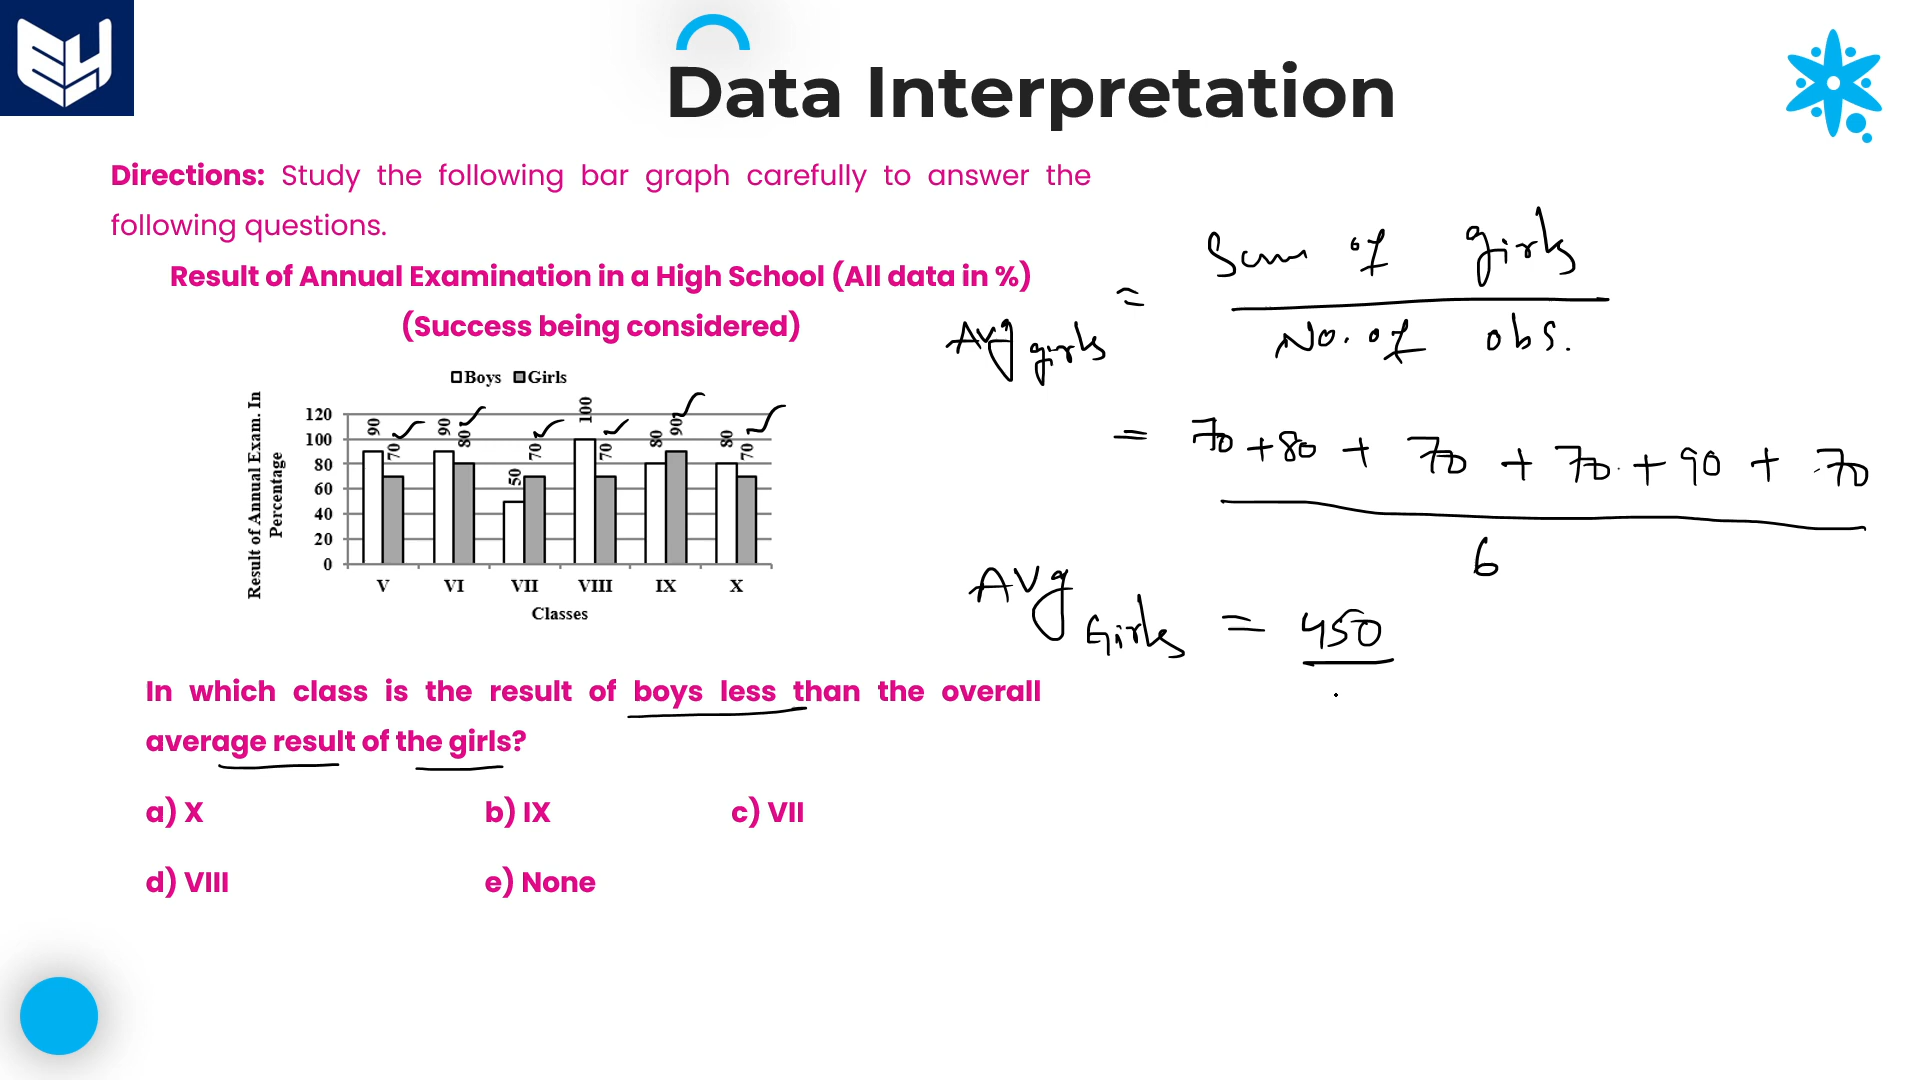 Data Interpretation
Directions: Study the following bar graph carefully to answer the
following questions.
Result of Annual Examination in a High School (All data in %)
(Success being considered)
Boys Girls
Result of Annual Exam. In
Percentage
120
100
80
60
40
20
0
90 70 90 80 50 70 100 70 80 90 80 70
V VI VII VIII IX X
Classes
In which class is the result of boys less than the overall
average result of the girls?
a) X b) IX c) VII
d) VIII e) None
Avg girls = Sum of girls
No. of obs.
= 70 + 80 + 70 + 70 + 90 + 70
6
AVg Girls = 450